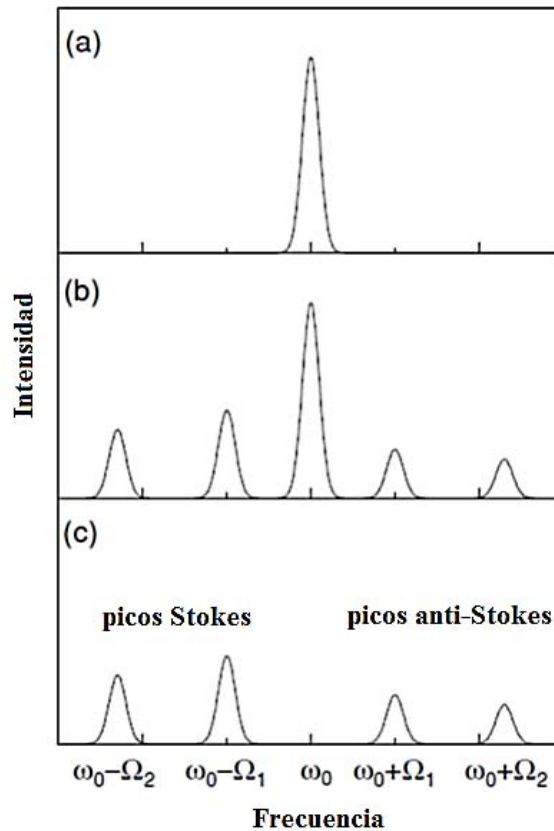 (a)
(b)
(c)
Intensidad
picos Stokes picos anti-Stokes
ω₀−Ω₂ ω₀−Ω₁ ω₀ ω₀+Ω₁ ω₀+Ω₂
Frecuencia